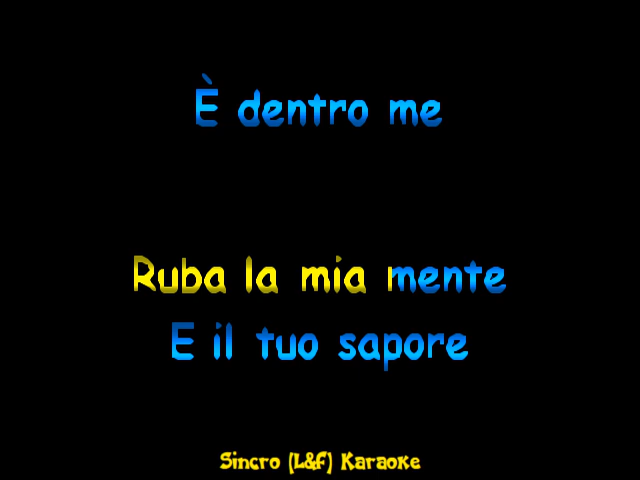 È dentro me
Ruba la mia mente
E il tuo sapore
Sincro (L&F) Karaoke